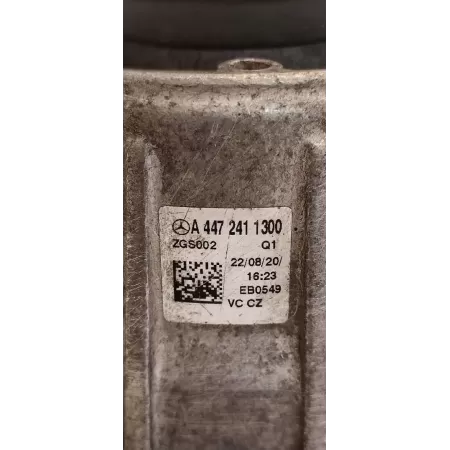 A 447 241 1300
ZGS002 Q1
22/08/20/
16:23
EB0549
VC CZ